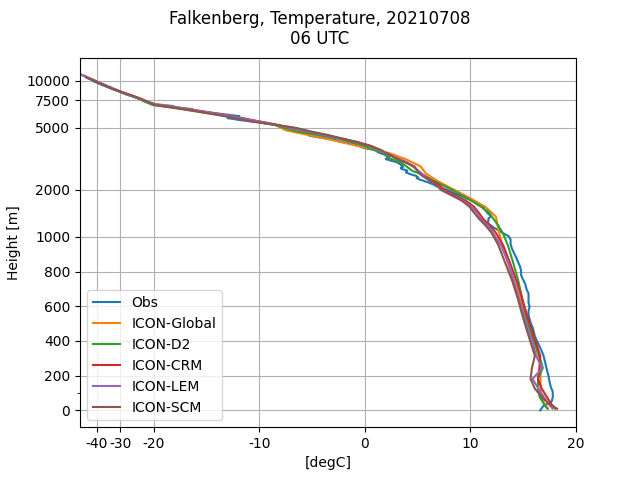 Falkenberg, Temperature, 20210708
06 UTC
Height [m]
10000
7500
5000
2000
1000
800
600
400
200
0
Obs
ICON-Global
ICON-D2
ICON-CRM
ICON-LEM
ICON-SCM
-40 -30 -20 -10 0 10 20
[degC]